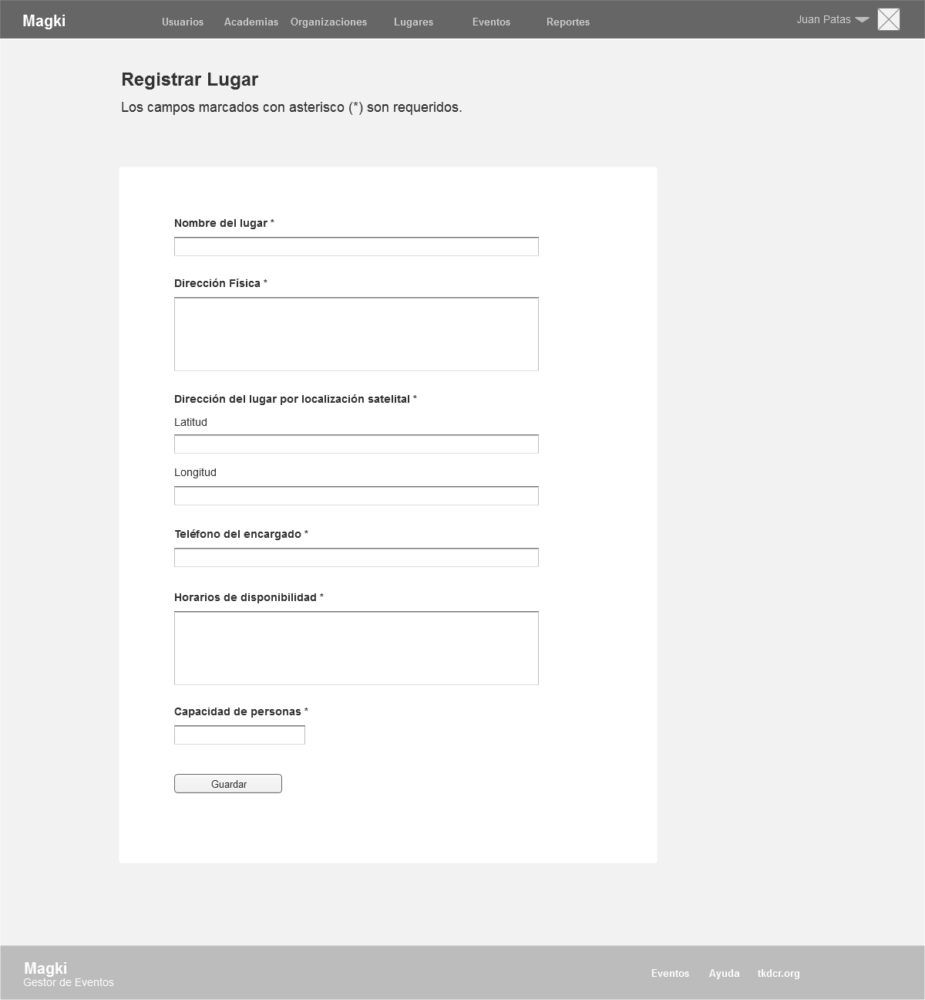 Magki Usuarios Academias Organizaciones Lugares Eventos Reportes Juan Patas
Registrar Lugar
Los campos marcados con asterisco (*) son requeridos.
Nombre del lugar *
Dirección Física *
Dirección del lugar por localización satelital *
Latitud
Longitud
Teléfono del encargado *
Horarios de disponibilidad *
Capacidad de personas *
Guardar
Magki
Gestor de Eventos
Eventos Ayuda tkdcr.org